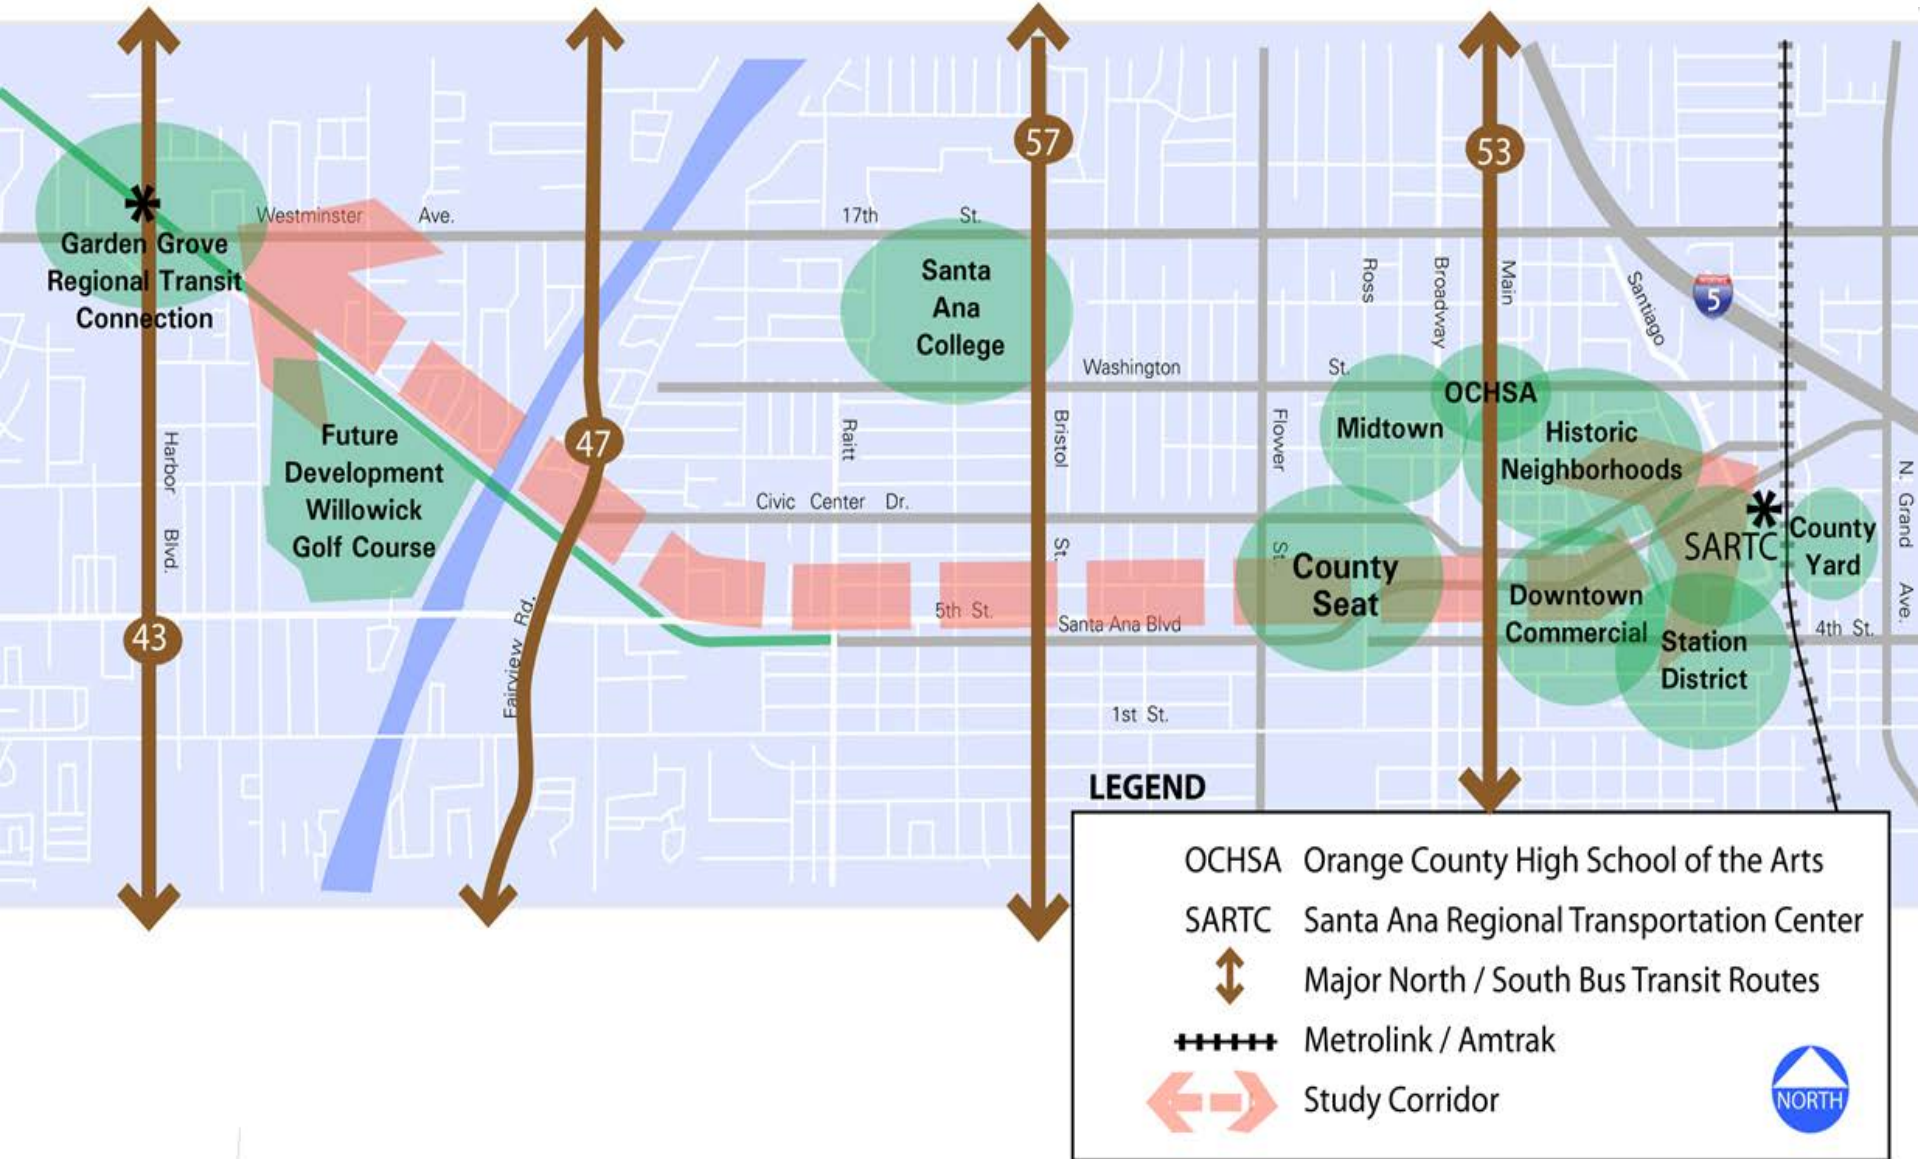 57
53
Westminster Ave.
17th St.
Garden Grove
Regional Transit
Connection
Santa
Ana
College
Ross
Broadway
Main
Santiago
5
Washington St.
OCHSA
Midtown
Historic
Neighborhoods
47
Future
Development
Willowick
Golf Course
Harbor Blvd.
Raitt
Bristol St.
Flower St.
N. Grand Ave.
Civic Center Dr.
SARTC
County
Yard
County
Seat
Downtown
Commercial
5th St.
Santa Ana Blvd
4th St.
Station
District
43
Fairview Rd.
1st St.
LEGEND
OCHSA Orange County High School of the Arts
SARTC Santa Ana Regional Transportation Center
Major North / South Bus Transit Routes
Metrolink / Amtrak
Study Corridor
NORTH